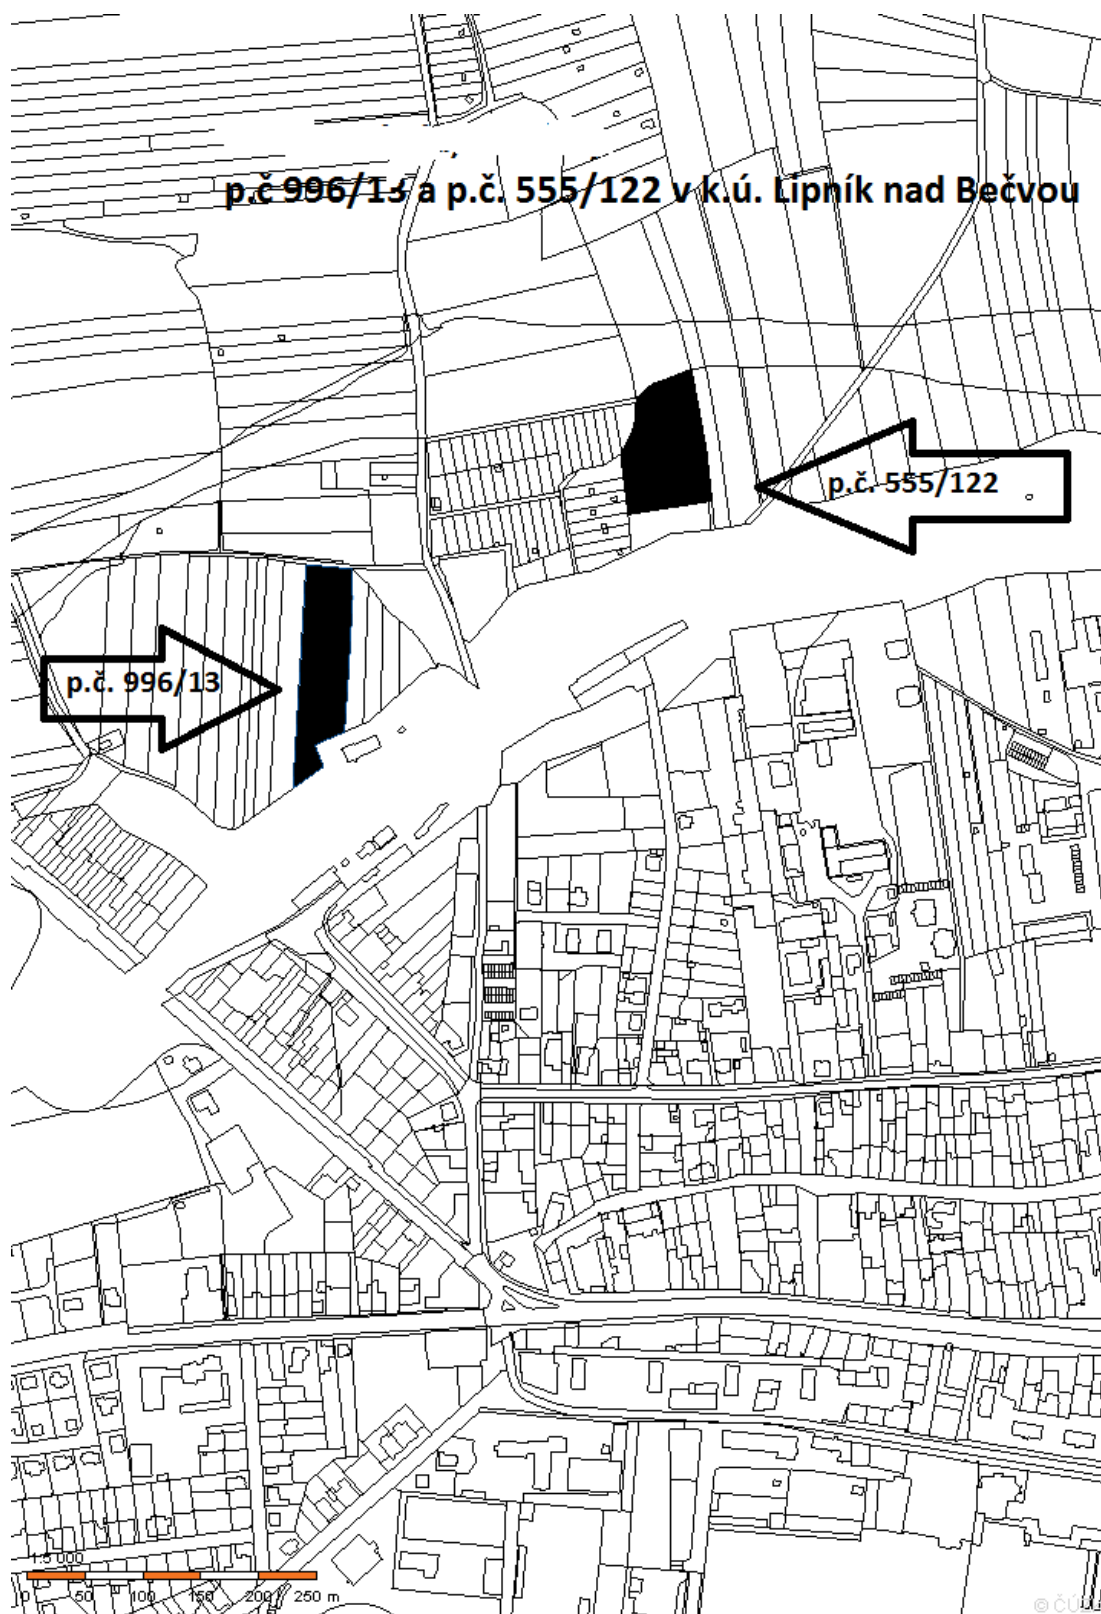 p.č 996/13 a p.č. 555/122 v k.ú. Lipník nad Bečvou
p.č. 555/122
p.č. 996/13
1:5 000
0 50 100 150 200 250 m
© ČÚZK